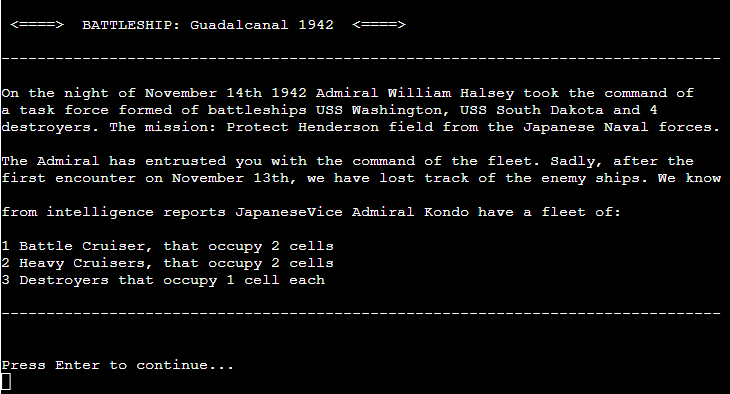 <====> BATTLESHIP: Guadalcanal 1942 <====>
--------------------------------------------------------------------------------
On the night of November 14th 1942 Admiral William Halsey took the command of
a task force formed of battleships USS Washington, USS South Dakota and 4
destroyers. The mission: Protect Henderson field from the Japanese Naval forces.
The Admiral has entrusted you with the command of the fleet. Sadly, after the
first encounter on November 13th, we have lost track of the enemy ships. We know
from intelligence reports JapaneseVice Admiral Kondo have a fleet of:
1 Battle Cruiser, that occupy 2 cells
2 Heavy Cruisers, that occupy 2 cells
3 Destroyers that occupy 1 cell each
--------------------------------------------------------------------------------
Press Enter to continue...